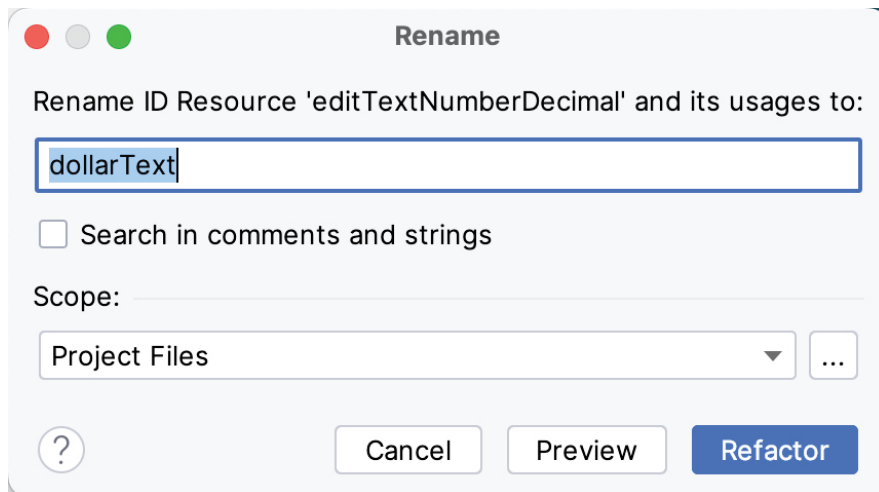 Rename
Rename ID Resource 'editTextNumberDecimal' and its usages to:
dollarText
Search in comments and strings
Scope:
Project Files
...
?
Cancel
Preview
Refactor